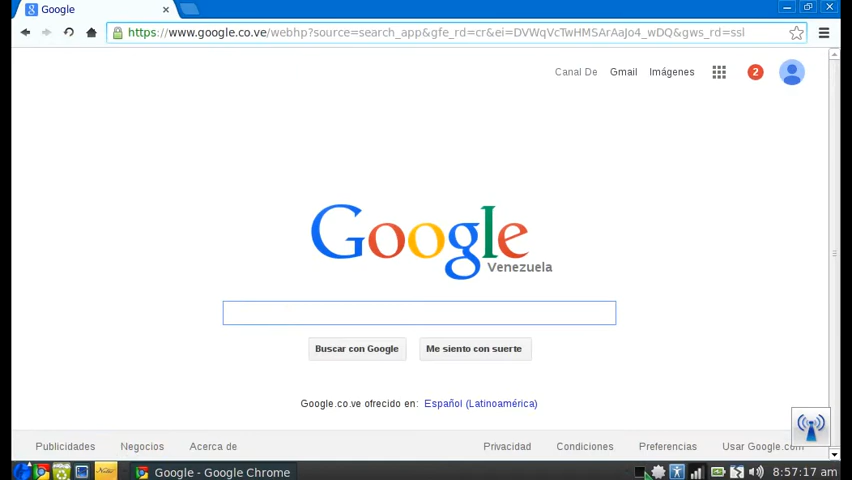 Google
https://www.google.co.ve/webhp?source=search_app&gfe_rd=cr&ei=DVWqVcTwHMSArAaJo4_wDQ&gws_rd=ssl
Canal De Gmail Imágenes 2
Google
Venezuela
Buscar con Google Me siento con suerte
Google.co.ve ofrecido en: Español (Latinoamérica)
Publicidades Negocios Acerca de Privacidad Condiciones Preferencias Usar Google.com
Google - Google Chrome 8:57:17 am